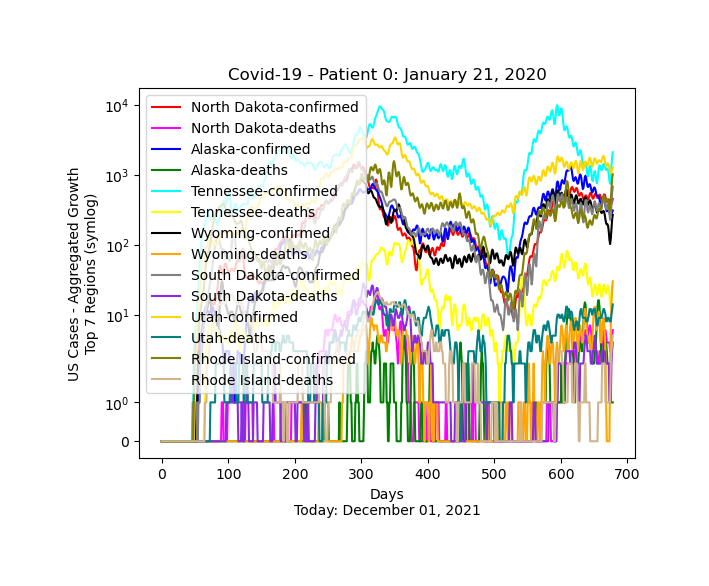 Covid-19 - Patient 0: January 21, 2020
US Cases - Aggregated Growth
Top 7 Regions (symlog)
10⁴
10³
10²
10¹
10⁰
0
North Dakota-confirmed
North Dakota-deaths
Alaska-confirmed
Alaska-deaths
Tennessee-confirmed
Tennessee-deaths
Wyoming-confirmed
Wyoming-deaths
South Dakota-confirmed
South Dakota-deaths
Utah-confirmed
Utah-deaths
Rhode Island-confirmed
Rhode Island-deaths
0 100 200 300 400 500 600 700
Days
Today: December 01, 2021